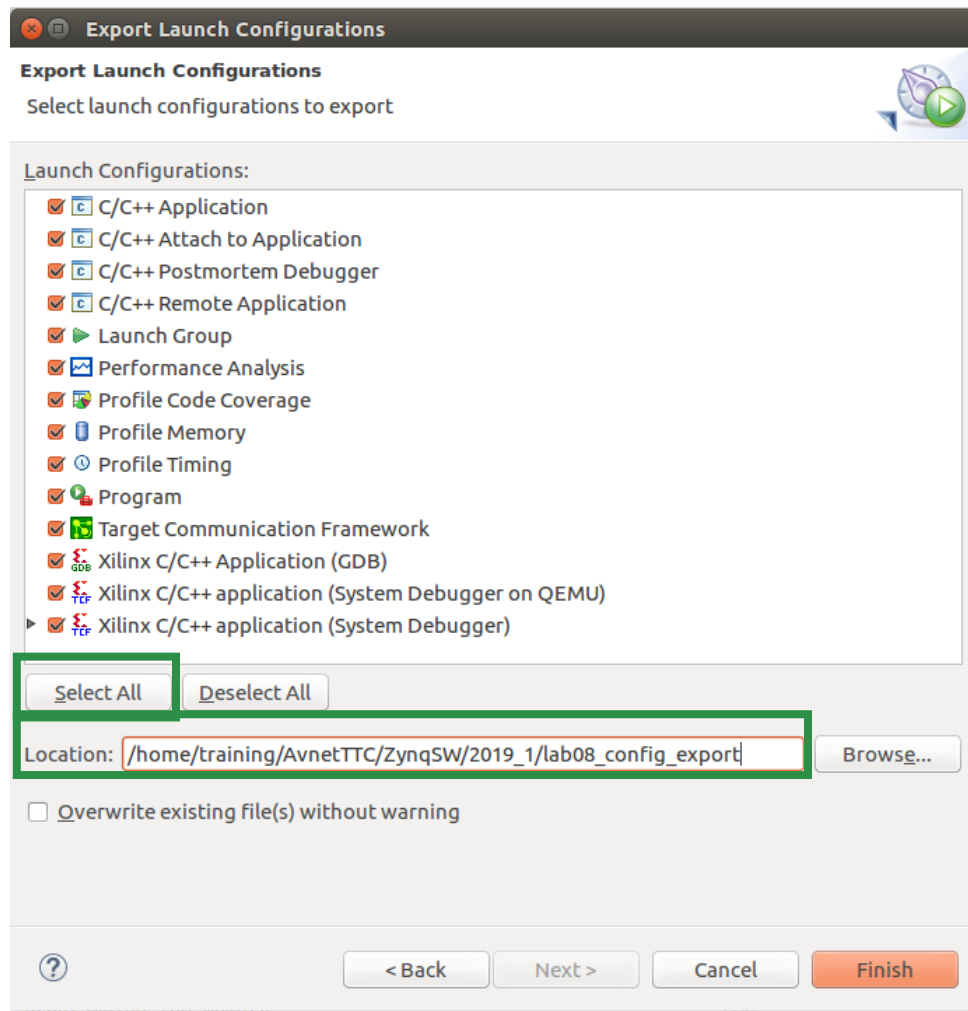 Export Launch Configurations
Export Launch Configurations
Select launch configurations to export
Launch Configurations:
C/C++ Application
C/C++ Attach to Application
C/C++ Postmortem Debugger
C/C++ Remote Application
Launch Group
Performance Analysis
Profile Code Coverage
Profile Memory
Profile Timing
Program
Target Communication Framework
GDB Xilinx C/C++ Application (GDB)
TCF Xilinx C/C++ application (System Debugger on QEMU)
TCF Xilinx C/C++ application (System Debugger)
Select All Deselect All
Location: /home/training/AvnetTTC/ZynqSW/2019_1/lab08_config_export Browse...
Overwrite existing file(s) without warning
< Back Next > Cancel Finish